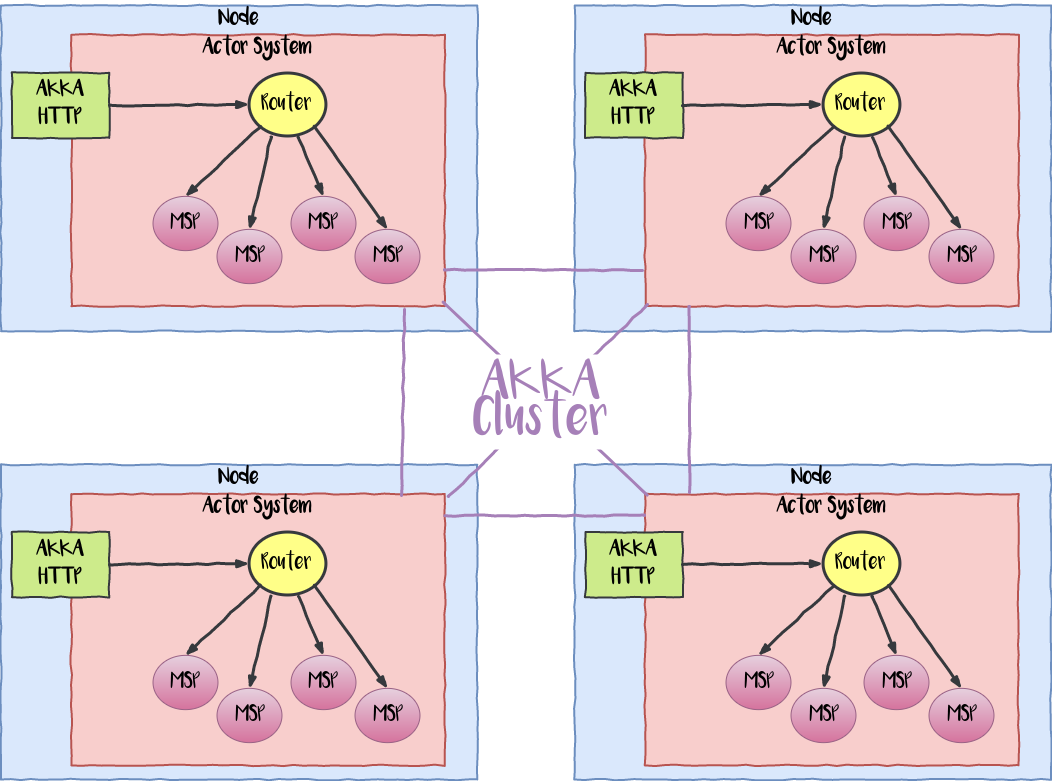 Node
Actor System
AKKA
HTTP
Router
MSP
MSP
MSP
MSP
Node
Actor System
AKKA
HTTP
Router
MSP
MSP
MSP
MSP
AKKA
Cluster
Node
Actor System
AKKA
HTTP
Router
MSP
MSP
MSP
MSP
Node
Actor System
AKKA
HTTP
Router
MSP
MSP
MSP
MSP